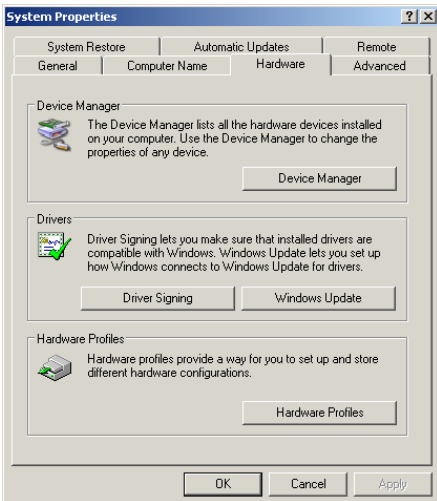 System Properties
System Restore Automatic Updates Remote
General Computer Name Hardware Advanced
Device Manager
The Device Manager lists all the hardware devices installed
on your computer. Use the Device Manager to change the
properties of any device.
Device Manager
Drivers
Driver Signing lets you make sure that installed drivers are
compatible with Windows. Windows Update lets you set up
how Windows connects to Windows Update for drivers.
Driver Signing Windows Update
Hardware Profiles
Hardware profiles provide a way for you to set up and store
different hardware configurations.
Hardware Profiles
OK Cancel Apply